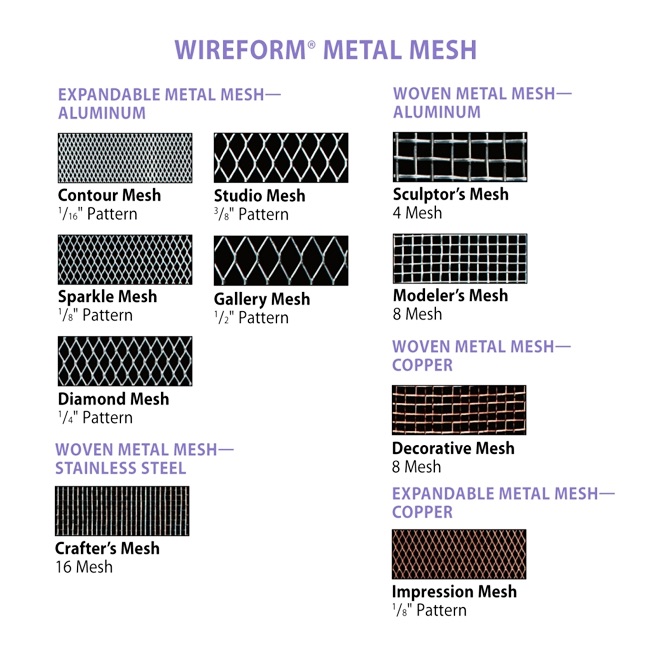 WIREFORM® METAL MESH
EXPANDABLE METAL MESH—
ALUMINUM
Contour Mesh
1/16" Pattern
Studio Mesh
3/8" Pattern
Sparkle Mesh
1/8" Pattern
Gallery Mesh
1/2" Pattern
Diamond Mesh
1/4" Pattern
WOVEN METAL MESH—
STAINLESS STEEL
Crafter's Mesh
16 Mesh
WOVEN METAL MESH—
ALUMINUM
Sculptor's Mesh
4 Mesh
Modeler's Mesh
8 Mesh
WOVEN METAL MESH—
COPPER
Decorative Mesh
8 Mesh
EXPANDABLE METAL MESH—
COPPER
Impression Mesh
1/8" Pattern